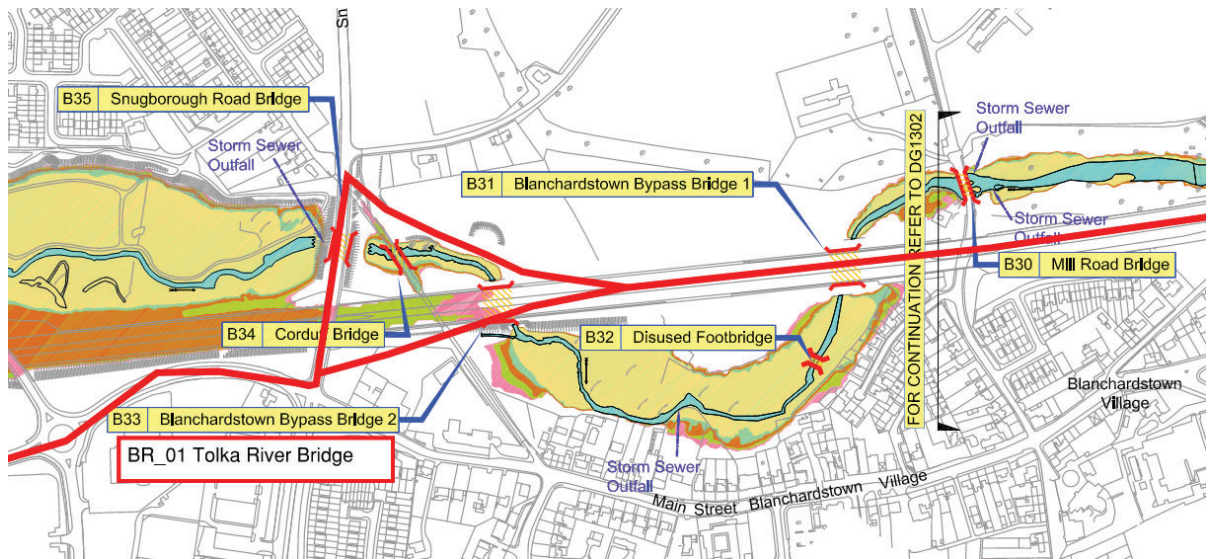 Sn
B35 Snugborough Road Bridge
Storm Sewer
Outfall
B31 Blanchardstown Bypass Bridge 1
FOR CONTINUATION REFER TO DG1302
Storm Sewer
Outfall
Storm Sewer
Outfall
B30 Mill Road Bridge
B34 Corduff Bridge
B32 Disused Footbridge
B33 Blanchardstown Bypass Bridge 2
BR_01 Tolka River Bridge
Blanchardstown
Village
Storm Sewer
Outfall
Main Street Blanchardstown Village